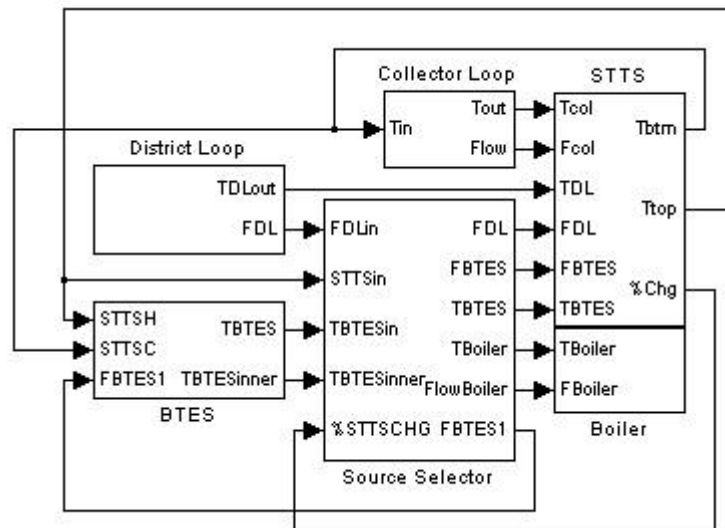 Collector Loop
STTS
Tout
Tcol
Tin
Tbtm
Flow
Fcol
District Loop
TDLout
TDL
Ttop
FDL
FDLin
FDL
FDL
STTSin
FBTES
FBTES
%Chg
STTSH
TBTES
TBTESin
TBTES
TBTES
STTSC
TBoiler
TBoiler
FBTES1
TBTESinner
TBTESinner
FlowBoiler
FBoiler
BTES
%STTSCHG
FBTES1
Boiler
Source Selector